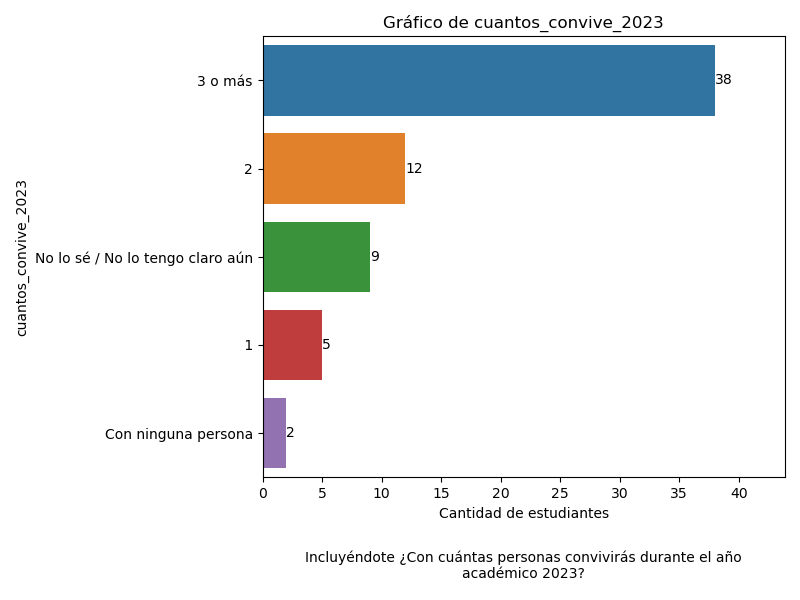 Gráfico de cuantos_convive_2023
cuantos_convive_2023
3 o más
38
2
12
No lo sé / No lo tengo claro aún
9
1
5
Con ninguna persona
2
0 5 10 15 20 25 30 35 40
Cantidad de estudiantes
Incluyéndote ¿Con cuántas personas convivirás durante el año
académico 2023?